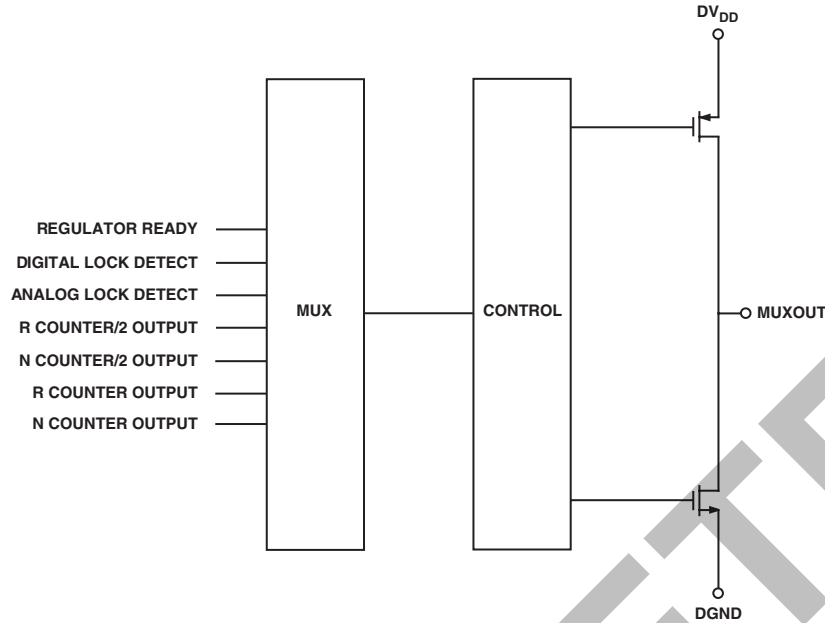 DVDD
REGULATOR READY
DIGITAL LOCK DETECT
ANALOG LOCK DETECT
R COUNTER/2 OUTPUT
N COUNTER/2 OUTPUT
R COUNTER OUTPUT
N COUNTER OUTPUT
MUX
CONTROL
MUXOUT
DGND